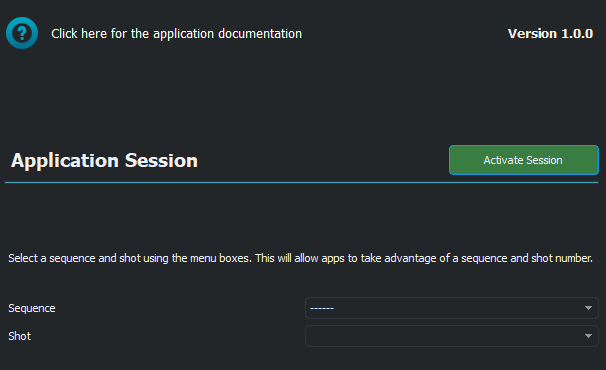 ?
Click here for the application documentation
Version 1.0.0
Application Session
Activate Session
Select a sequence and shot using the menu boxes. This will allow apps to take advantage of a sequence and shot number.
Sequence
------
Shot